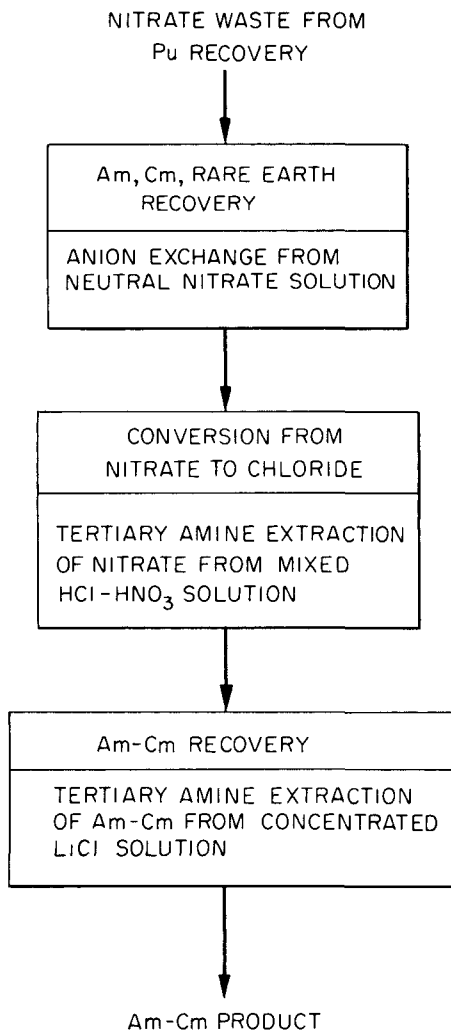 NITRATE WASTE FROM
Pu RECOVERY
Am, Cm, RARE EARTH
RECOVERY
ANION EXCHANGE FROM
NEUTRAL NITRATE SOLUTION
CONVERSION FROM
NITRATE TO CHLORIDE
TERTIARY AMINE EXTRACTION
OF NITRATE FROM MIXED
HCl-HNO₃ SOLUTION
Am-Cm RECOVERY
TERTIARY AMINE EXTRACTION
OF Am-Cm FROM CONCENTRATED
LiCl SOLUTION
Am-Cm PRODUCT